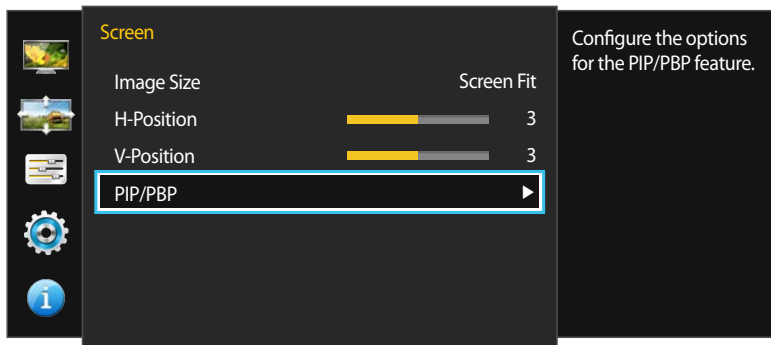 Screen
Image Size Screen Fit
H-Position 3
V-Position 3
PIP/PBP
Configure the options
for the PIP/PBP feature.
i